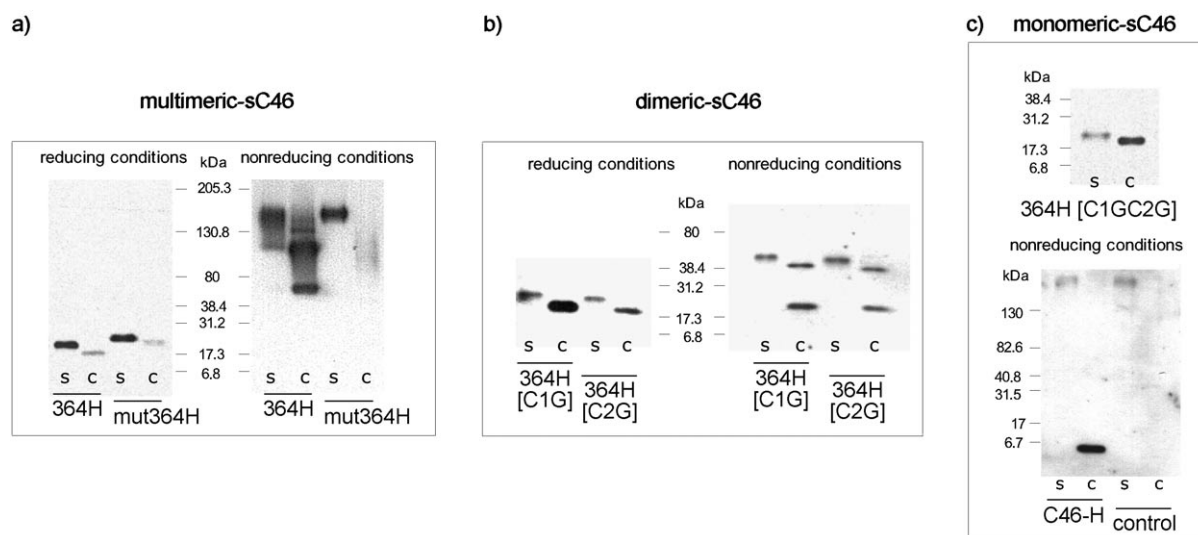 a)
multimeric-sC46
reducing conditions
kDa
nonreducing conditions
205.3
130.8
80
38.4
31.2
17.3
6.8
s c s c
364H mut364H
s c s c
364H mut364H
b)
dimeric-sC46
reducing conditions
nonreducing conditions
kDa
80
38.4
31.2
17.3
6.8
s c s c
364H
[C1G]
364H
[C2G]
s c s c
364H
[C1G]
364H
[C2G]
c)
monomeric-sC46
kDa
38.4
31.2
17.3
6.8
s c
364H [C1GC2G]
nonreducing conditions
kDa
130
82.6
40.8
31.5
17
6.7
s c s c
C46-H control